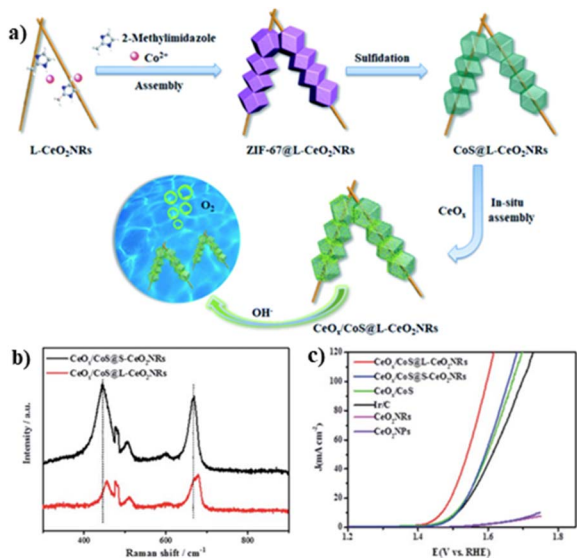 a)
2-Methylimidazole
Co²⁺
Assembly
Sulfidation
L-CeO₂NRs
ZIF-67@L-CeO₂NRs
CoS@L-CeO₂NRs
CeOₓ
In-situ
assembly
O₂
OH⁻
CeOₓ/CoS@L-CeO₂NRs
b)
CeOₓ/CoS@S-CeO₂NRs
CeOₓ/CoS@L-CeO₂NRs
Intensity / a.u.
400 600 800
Raman shift / cm⁻¹
c)
CeOₓ/CoS@L-CeO₂NRs
CeOₓ/CoS@S-CeO₂NRs
CeOₓ/CoS
Ir/C
CeO₂NRs
CeO₂NPs
J(mA cm⁻²)
120
100
80
60
40
20
0
1.2 1.4 1.6 1.8
E(V vs. RHE)